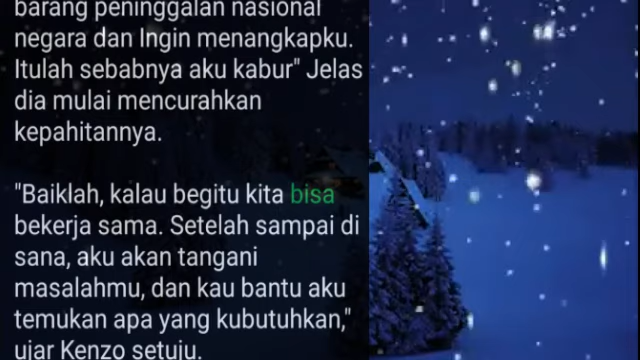 barang peninggalan nasional
negara dan Ingin menangkapku.
Itulah sebabnya aku kabur" Jelas
dia mulai mencurahkan
kepahitannya.
"Baiklah, kalau begitu kita bisa
bekerja sama. Setelah sampai di
sana, aku akan tangani
masalahmu, dan kau bantu aku
temukan apa yang kubutuhkan,"
ujar Kenzo setuju.